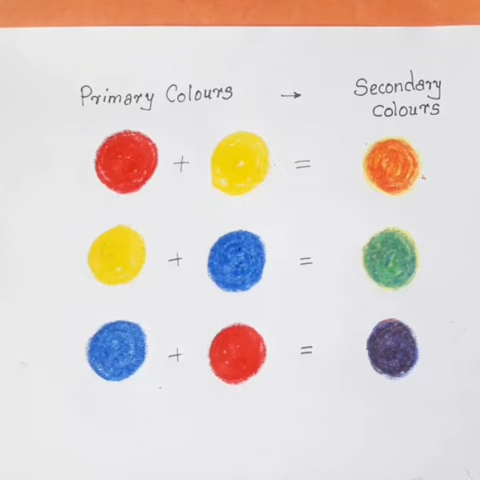 Primary Colours → Secondary
Colours
+ =
+ =
+ =